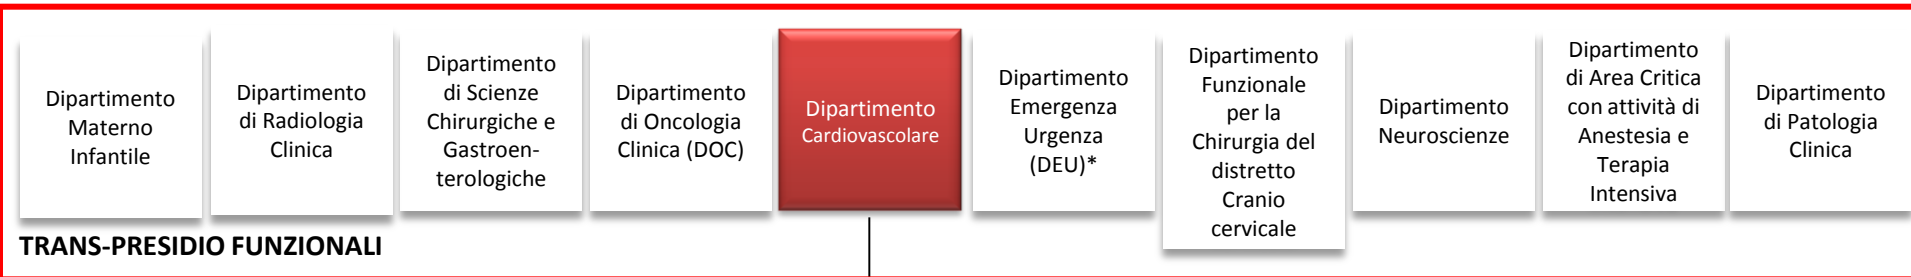 Dipartimento
Materno
Infantile
Dipartimento
di Radiologia
Clinica
Dipartimento
di Scienze
Chirurgiche e
Gastroen-
terologiche
Dipartimento
di Oncologia
Clinica (DOC)
Dipartimento
Cardiovascolare
Dipartimento
Emergenza
Urgenza
(DEU)*
Dipartimento
Funzionale
per la
Chirurgia del
distretto
Cranio
cervicale
Dipartimento
Neuroscienze
Dipartimento
di Area Critica
con attività di
Anestesia e
Terapia
Intensiva
Dipartimento
di Patologia
Clinica
TRANS-PRESIDIO FUNZIONALI